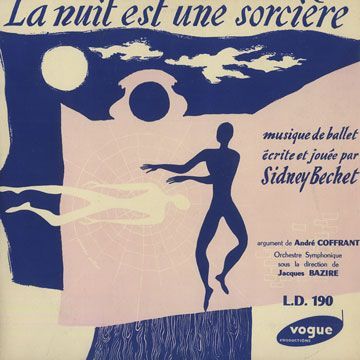 La nuit est une sorcière
musique de ballet
écrite et jouée par
Sidney Bechet
argument de André COFFRANT
Orchestre Symphonique
sous la direction de
Jacques BAZIRE
L.D. 190
vogue
PRODUCTIONS